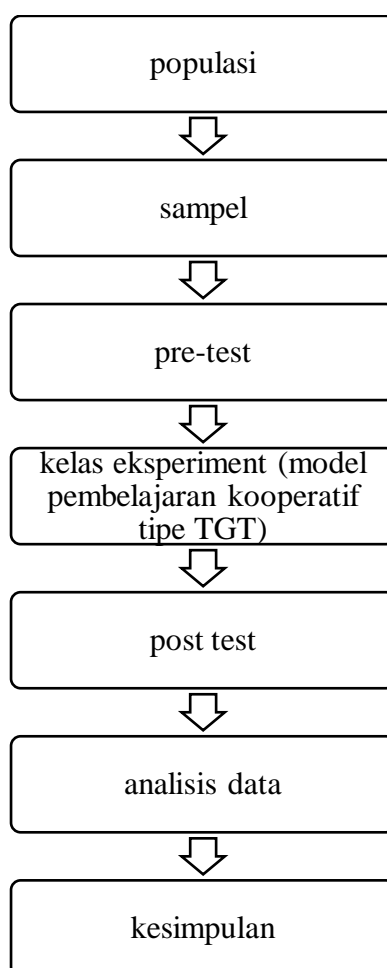 populasi
sampel
pre-test
kelas eksperiment (model
pembelajaran kooperatif
tipe TGT)
post test
analisis data
kesimpulan